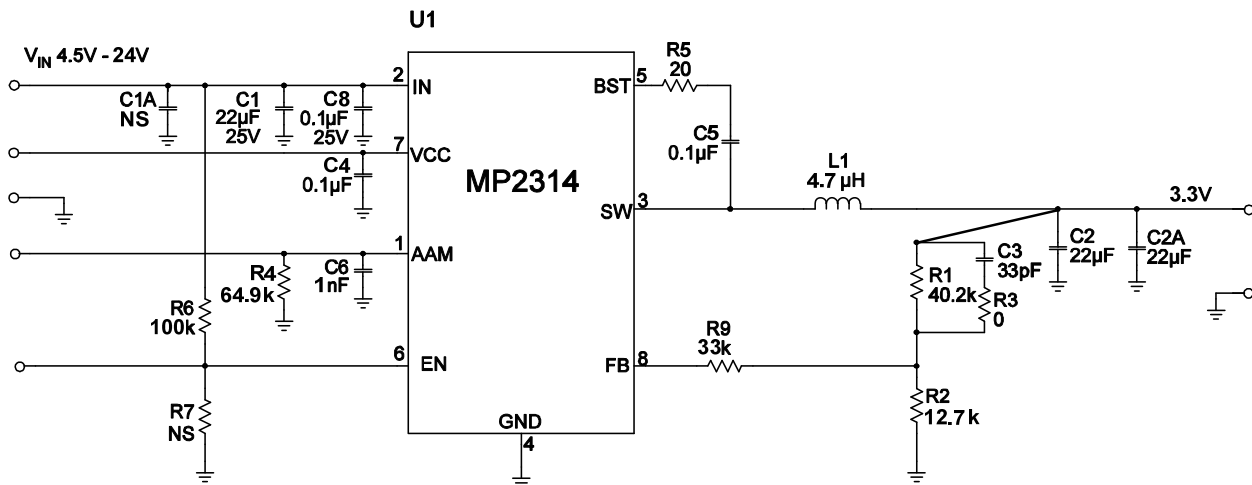 U1
V_IN 4.5V - 24V
C1A
NS
C1
22µF
25V
C8
0.1µF
25V
2
IN
7
VCC
C4
0.1µF
MP2314
BST
5
R5
20
C5
0.1µF
SW
3
L1
4.7 µH
3.3V
1
AAM
R4
64.9k
C6
1nF
R6
100k
C3
33pF
R1
40.2k
R3
0
C2
22µF
C2A
22µF
6
EN
FB
8
R9
33k
R2
12.7k
R7
NS
GND
4